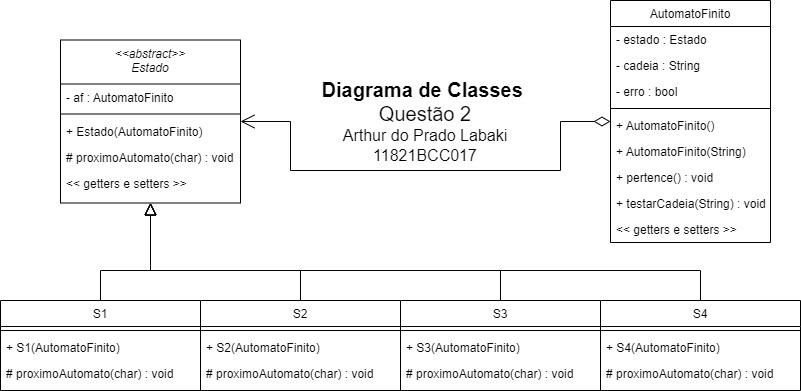 <<abstract>>
Estado
- af : AutomatoFinito
+ Estado(AutomatoFinito)
# proximoAutomato(char) : void
<< getters e setters >>
Diagrama de Classes
Questão 2
Arthur do Prado Labaki
11821BCC017
AutomatoFinito
- estado : Estado
- cadeia : String
- erro : bool
+ AutomatoFinito()
+ AutomatoFinito(String)
+ pertence() : void
+ testarCadeia(String) : void
<< getters e setters >>
S1
+ S1(AutomatoFinito)
# proximoAutomato(char) : void
S2
+ S2(AutomatoFinito)
# proximoAutomato(char) : void
S3
+ S3(AutomatoFinito)
# proximoAutomato(char) : void
S4
+ S4(AutomatoFinito)
# proximoAutomato(char) : void